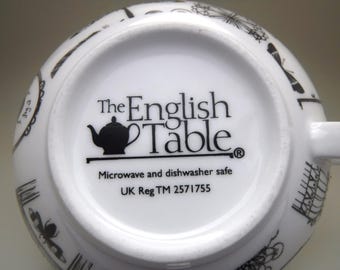 The English
Table®
Microwave and dishwasher safe
UK Reg TM 2571755